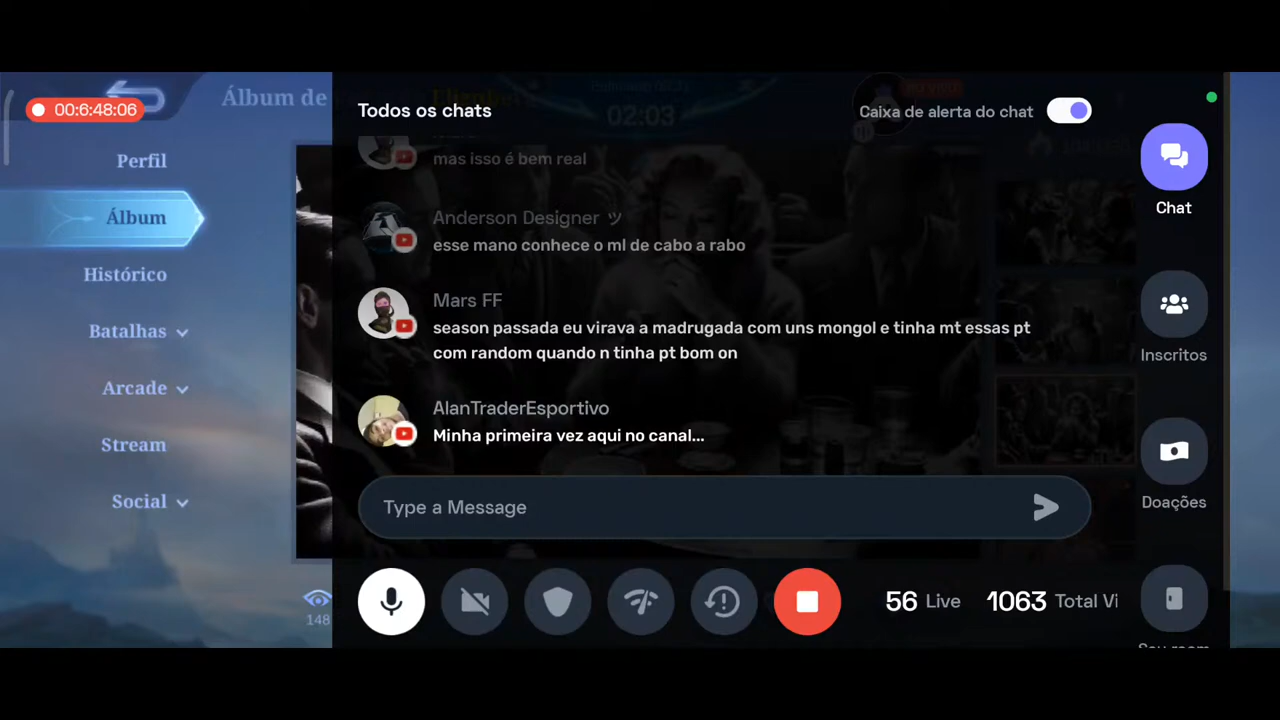 00:6:48:06
Álbum de
Perfil
Álbum
Histórico
Batalhas
Arcade
Stream
Social
148
Todos os chats
02:03
Caixa de alerta do chat
mas isso é bem real
Anderson Designer ツ
esse mano conhece o ml de cabo a rabo
Mars FF
season passada eu virava a madrugada com uns mongol e tinha mt essas pt
com random quando n tinha pt bom on
AlanTraderEsportivo
Minha primeira vez aqui no canal...
Type a Message
56 Live
1063 Total Vi
Chat
Inscritos
Doações